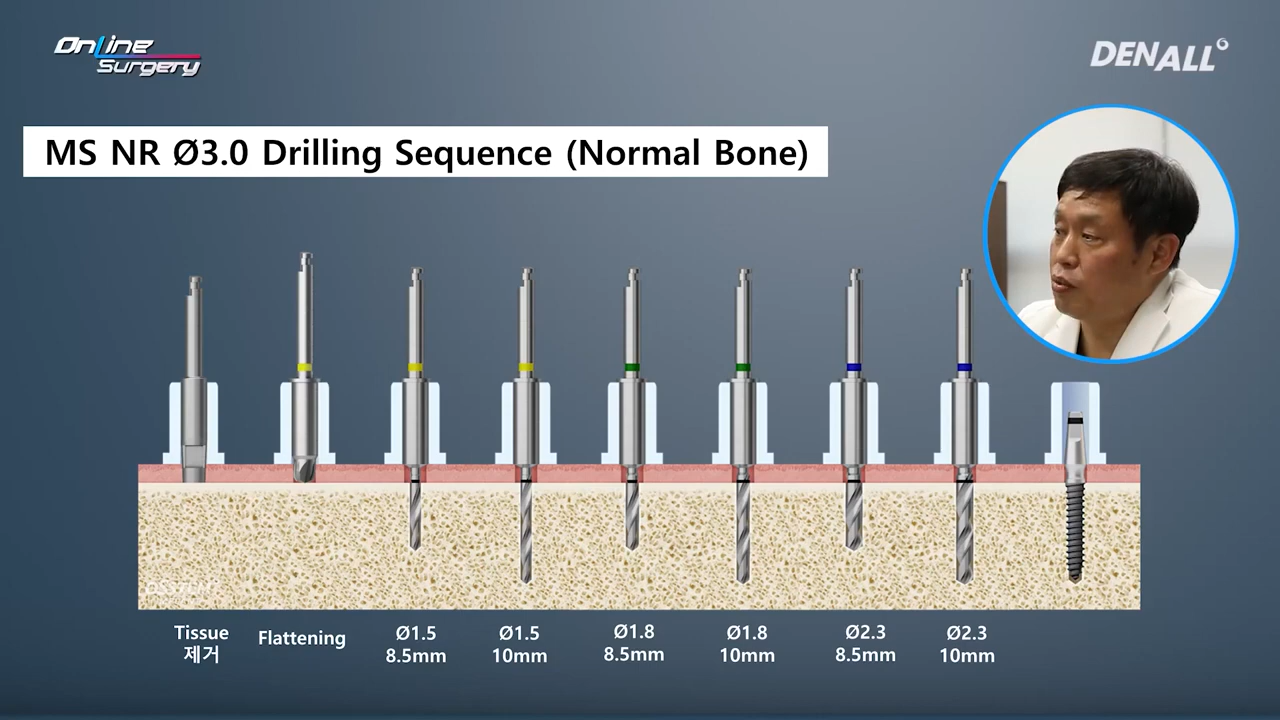 OnLine
Surgery
DENALL
MS NR Ø3.0 Drilling Sequence (Normal Bone)
OSSTEM
Tissue
제거
Flattening
Ø1.5
8.5mm
Ø1.5
10mm
Ø1.8
8.5mm
Ø1.8
10mm
Ø2.3
8.5mm
Ø2.3
10mm